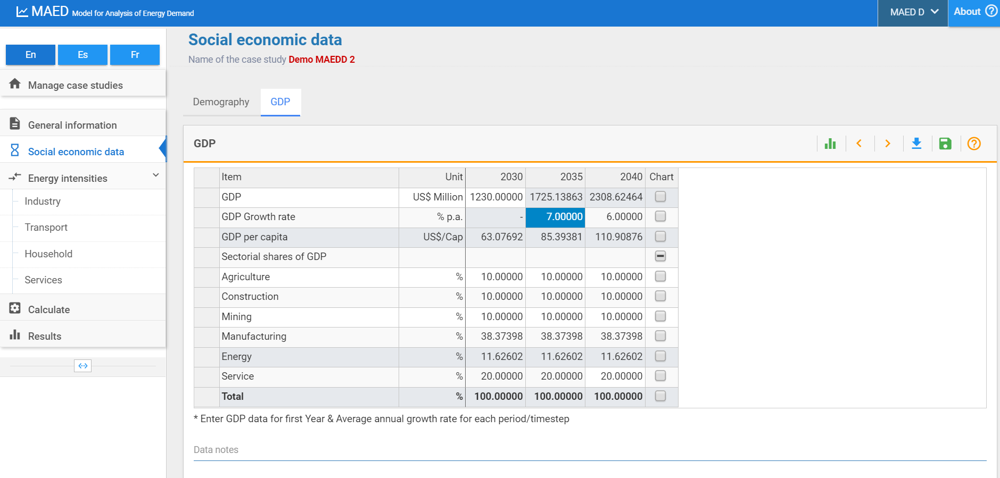 MAED Model for Analysis of Energy Demand
MAED D
About
En
Es
Fr
Manage case studies
General information
Social economic data
Energy intensities
Industry
Transport
Household
Services
Calculate
Results
Social economic data
Name of the case study Demo MAEDD 2
Demography
GDP
GDP
Item Unit 2030 2035 2040 Chart
GDP US$ Million 1230.00000 1725.13863 2308.62464
GDP Growth rate % p.a. - 7.00000 6.00000
GDP per capita US$/Cap 63.07692 85.39381 110.90876
Sectorial shares of GDP
Agriculture % 10.00000 10.00000 10.00000
Construction % 10.00000 10.00000 10.00000
Mining % 10.00000 10.00000 10.00000
Manufacturing % 38.37398 38.37398 38.37398
Energy % 11.62602 11.62602 11.62602
Service % 20.00000 20.00000 20.00000
Total % 100.00000 100.00000 100.00000
* Enter GDP data for first Year & Average annual growth rate for each period/timestep
Data notes